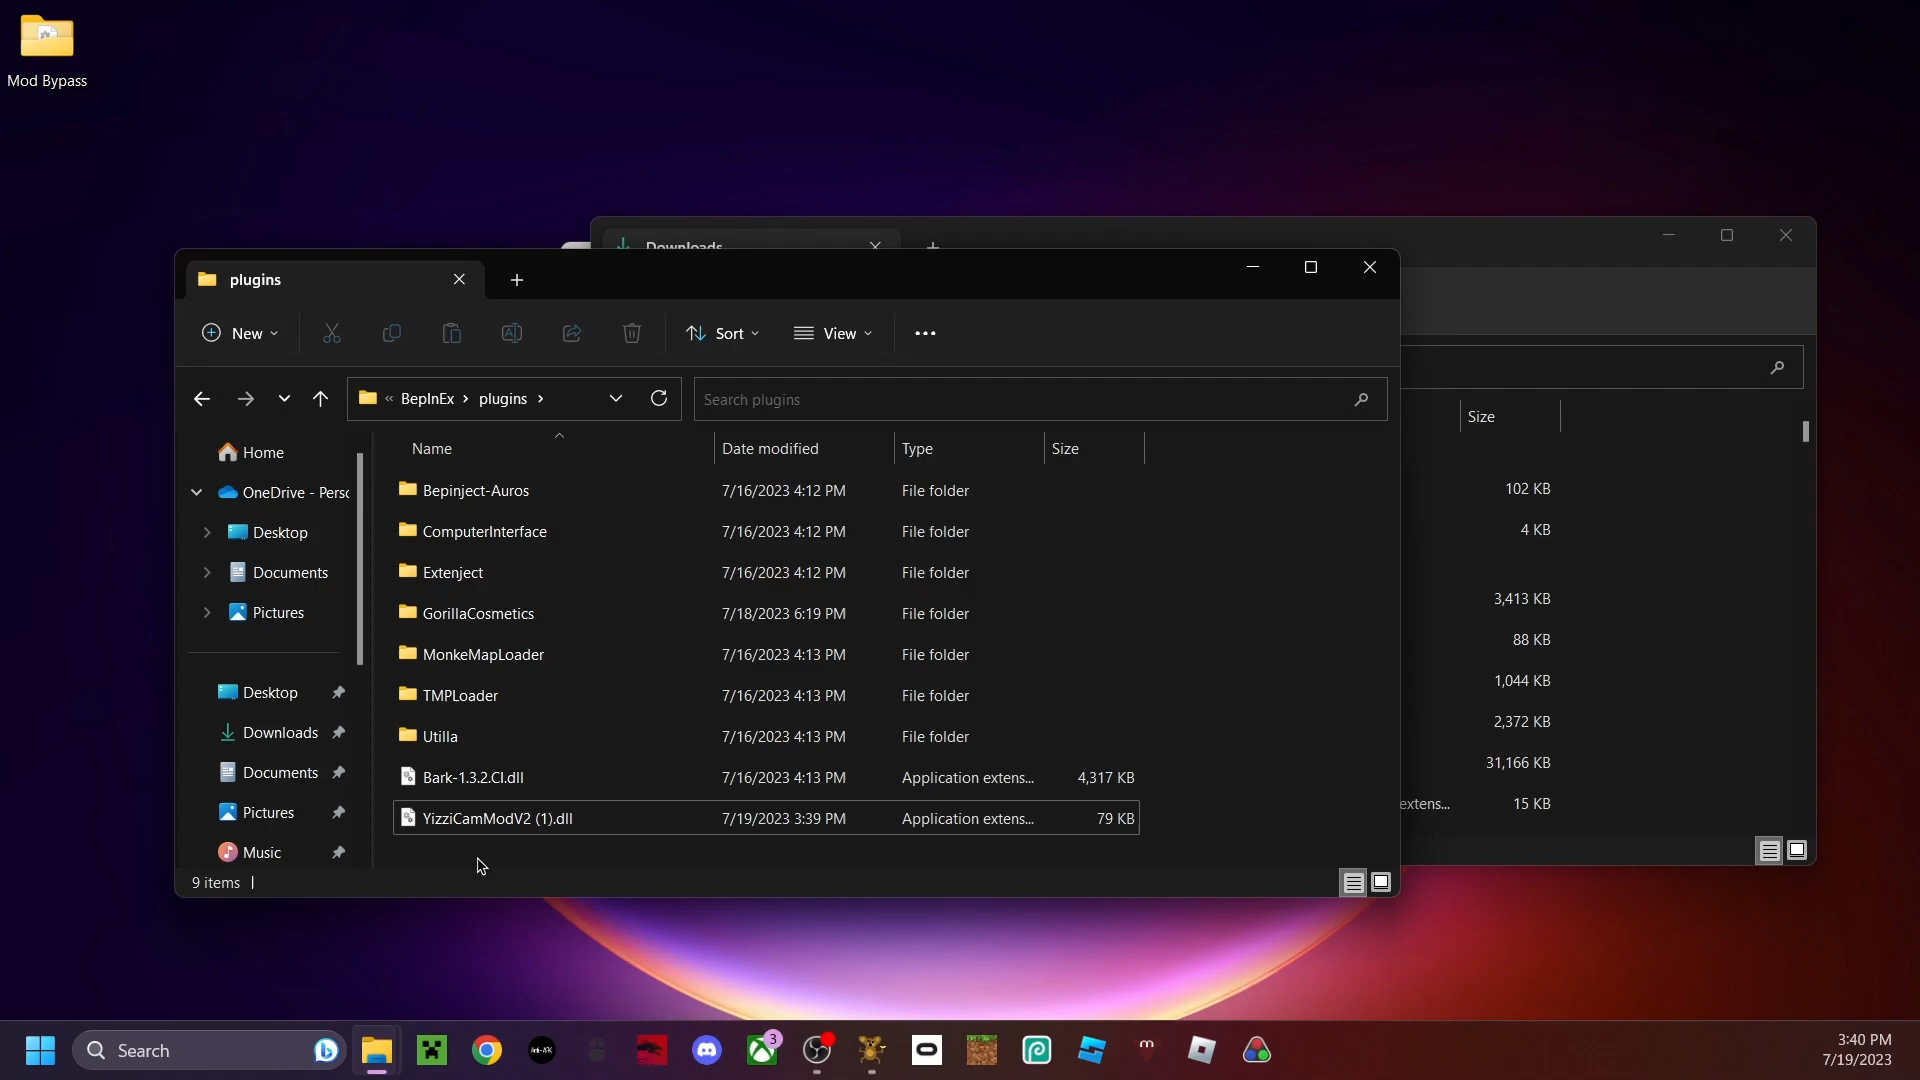 Mod Bypass
Downloads
plugins
New
Sort
View
« BepInEx > plugins >
Search plugins
Name
Date modified
Type
Size
Size
Home
OneDrive - Perso
Desktop
Documents
Pictures
Desktop
Downloads
Documents
Pictures
Music
Bepinject-Auros 7/16/2023 4:12 PM File folder
ComputerInterface 7/16/2023 4:12 PM File folder
Extenject 7/16/2023 4:12 PM File folder
GorillaCosmetics 7/18/2023 6:19 PM File folder
MonkeMapLoader 7/16/2023 4:13 PM File folder
TMPLoader 7/16/2023 4:13 PM File folder
Utilla 7/16/2023 4:13 PM File folder
Bark-1.3.2.CI.dll 7/16/2023 4:13 PM Application extens... 4,317 KB
YizziCamModV2 (1).dll 7/19/2023 3:39 PM Application extens... 79 KB
102 KB
4 KB
3,413 KB
88 KB
1,044 KB
2,372 KB
31,166 KB
extens... 15 KB
9 items
Search
3
3:40 PM
7/19/2023